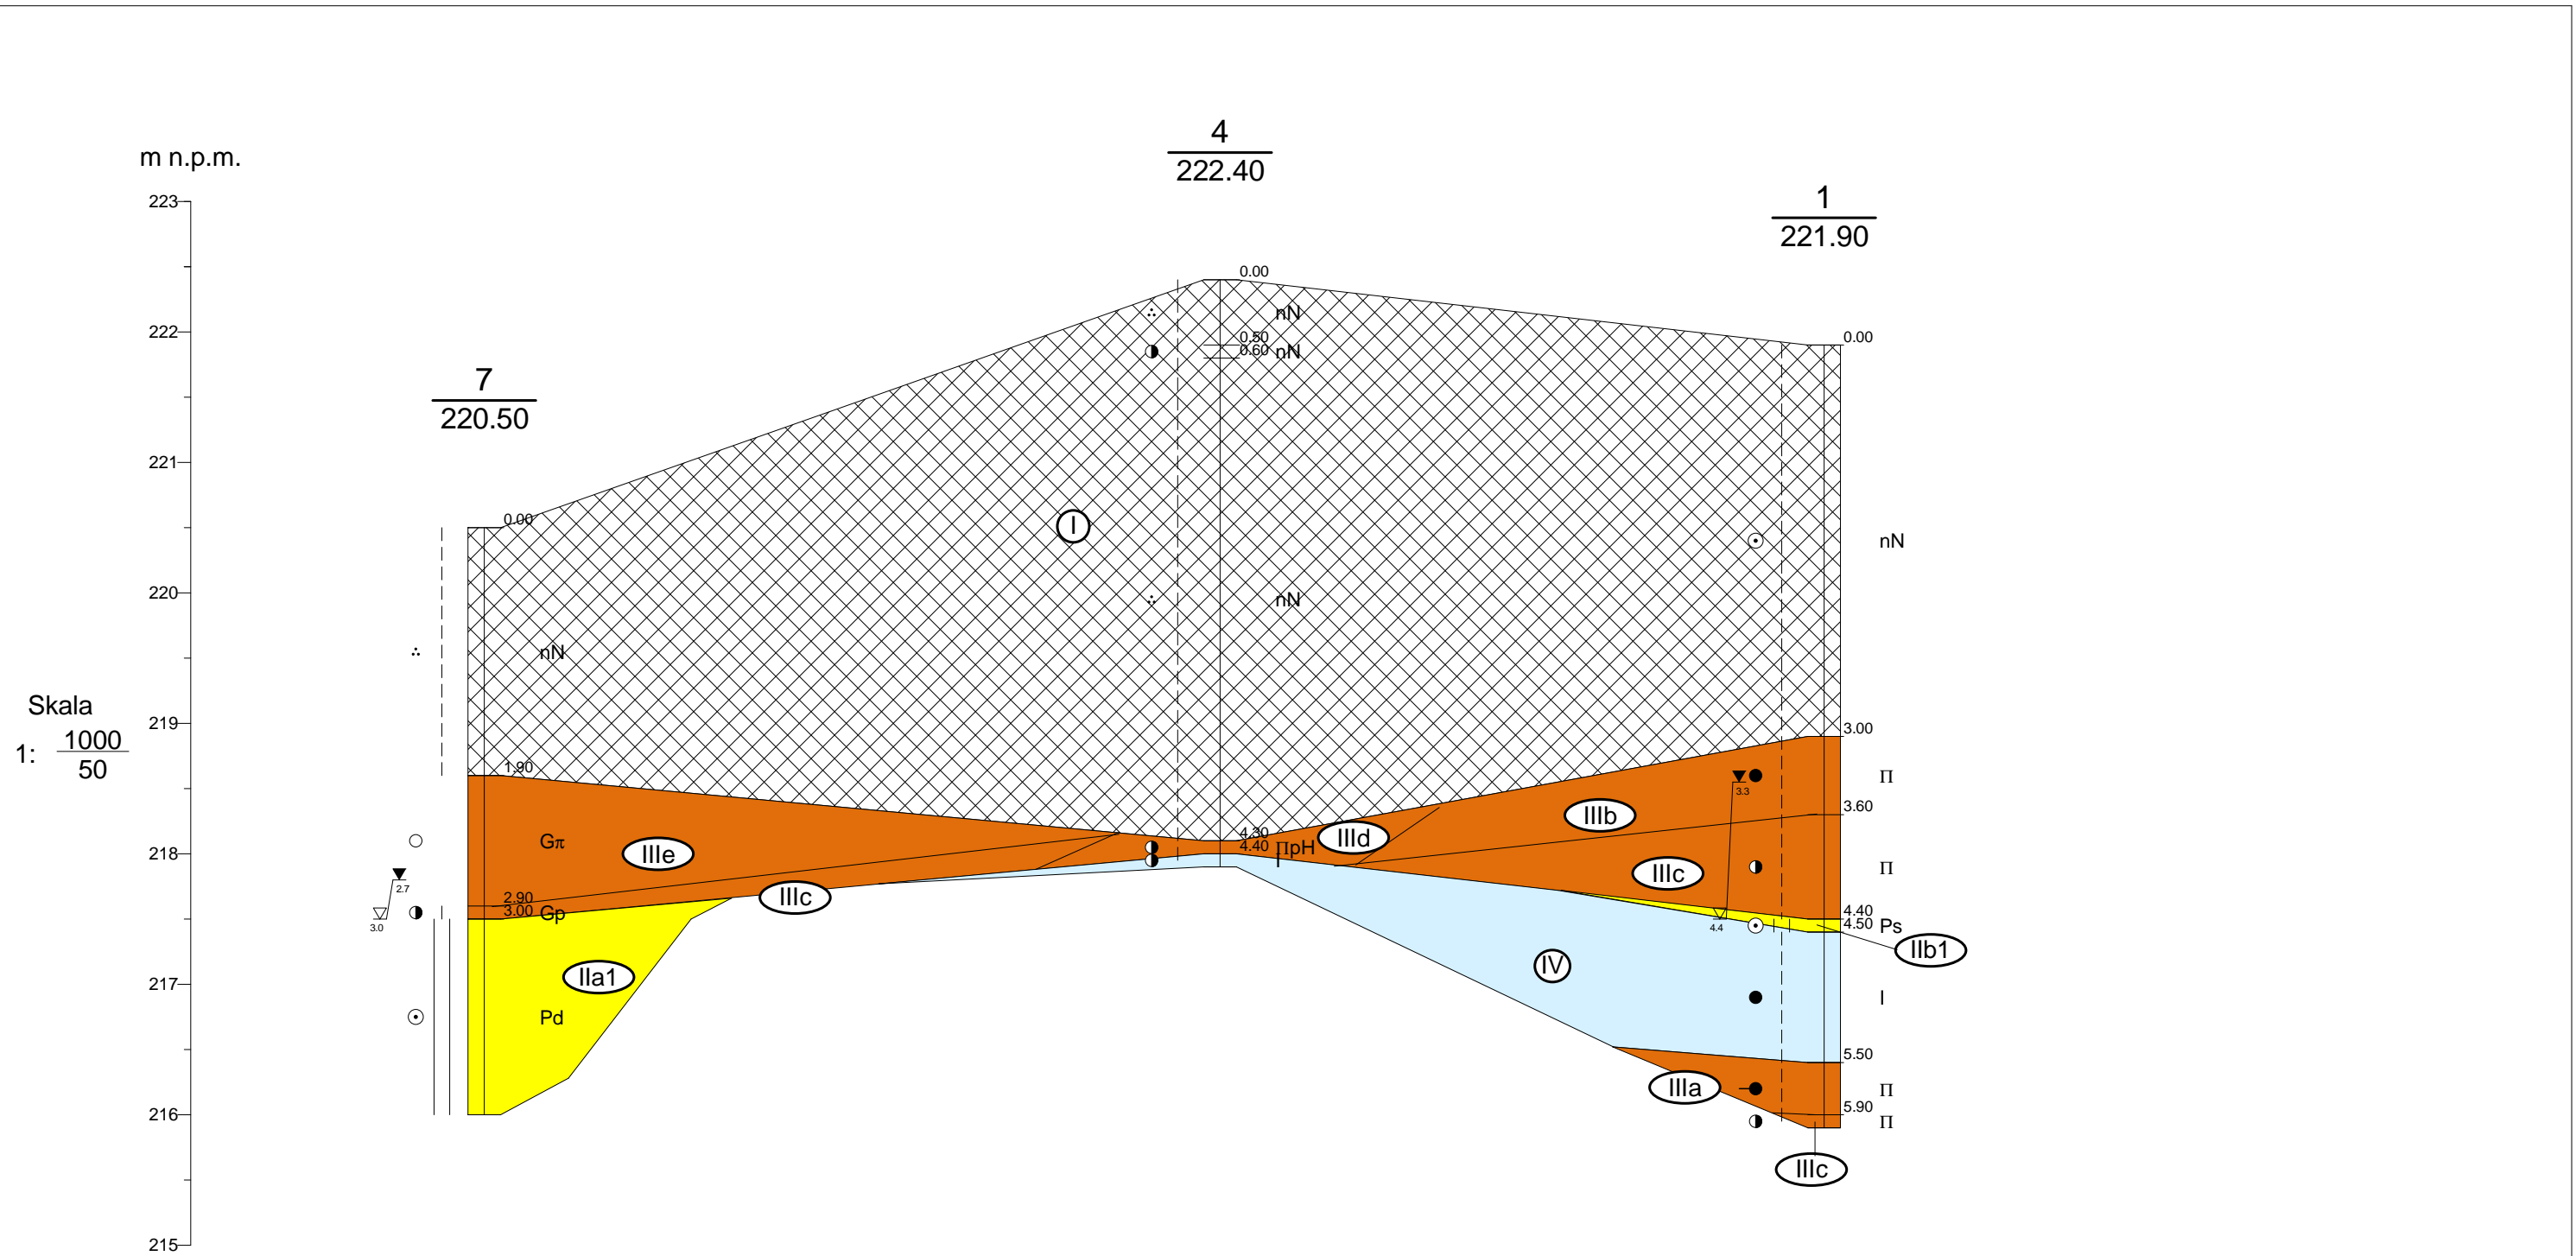 4
222.40
m n.p.m.
1
221.90
223
222
221
220
219
218
217
216
215
7
220.50
Skala
1: 1000
50
0.00
nN
1.90
Gπ
2.90
3.00
Gp
Pd
2.7
3.0
IIIe
IIIc
IIa1
I
0.00
nN
0.50
0.60
nN
nN
4.30
4.40
ΠpH
I
IIId
IIIb
IIIc
IV
IIIa
IIIc
IIb1
3.3
4.4
0.00
nN
3.00
Π
3.60
Π
4.40
4.50
Ps
I
5.50
Π
5.90
Π